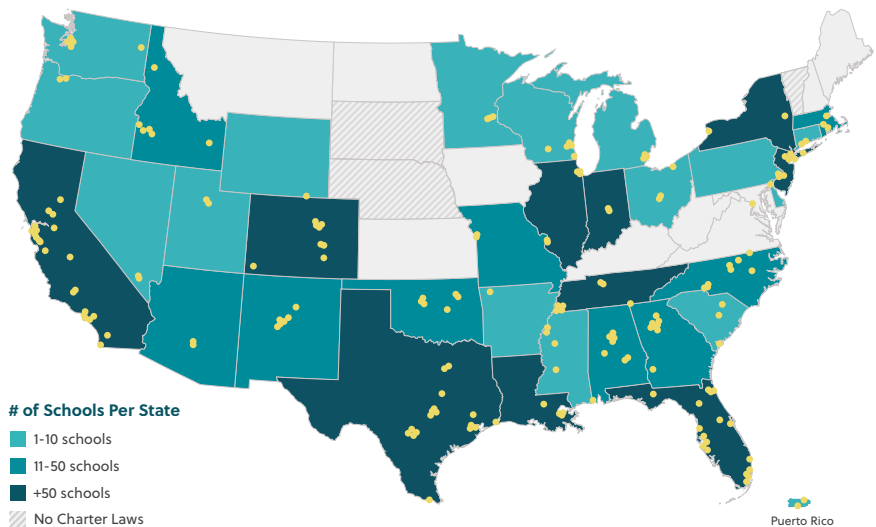 # of Schools Per State
1-10 schools
11-50 schools
+50 schools
No Charter Laws
Puerto Rico